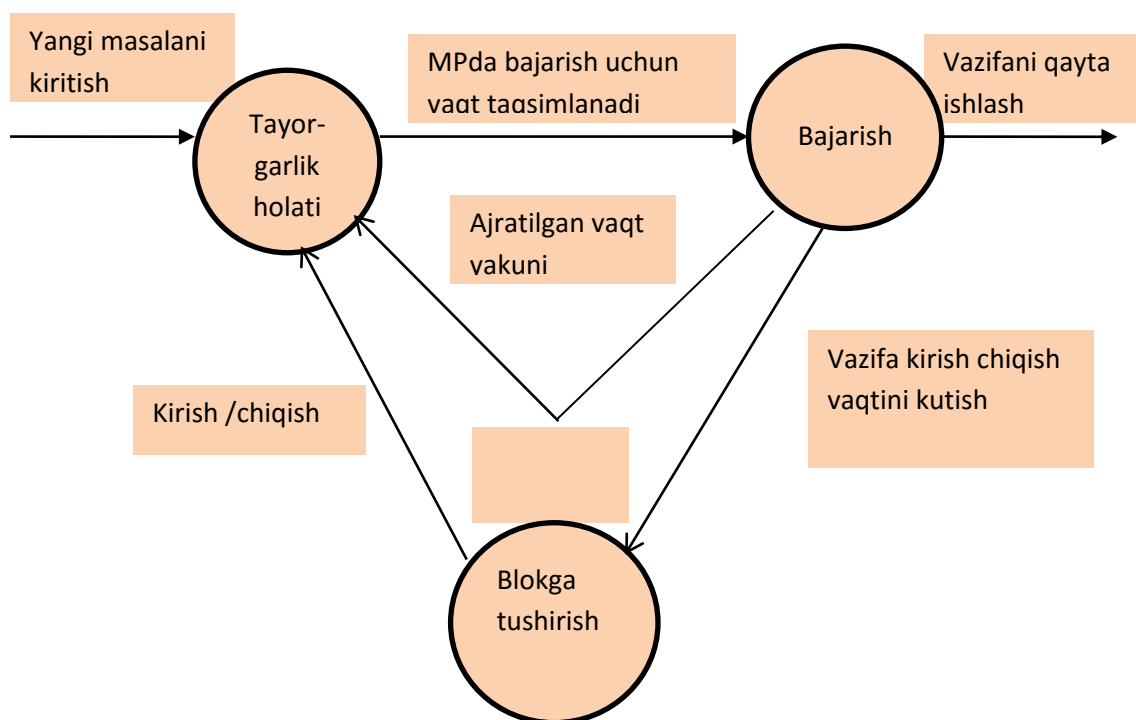 Yangi masalani
kiritish
MPda bajarish uchun
vaqt taqsimlanadi
Vazifani qayta
ishlash
Tayor-
garlik
holati
Bajarish
Ajratilgan vaqt
vakuni
Vazifa kirish chiqish
vaqtini kutish
Kirish /chiqish
Blokga
tushirish